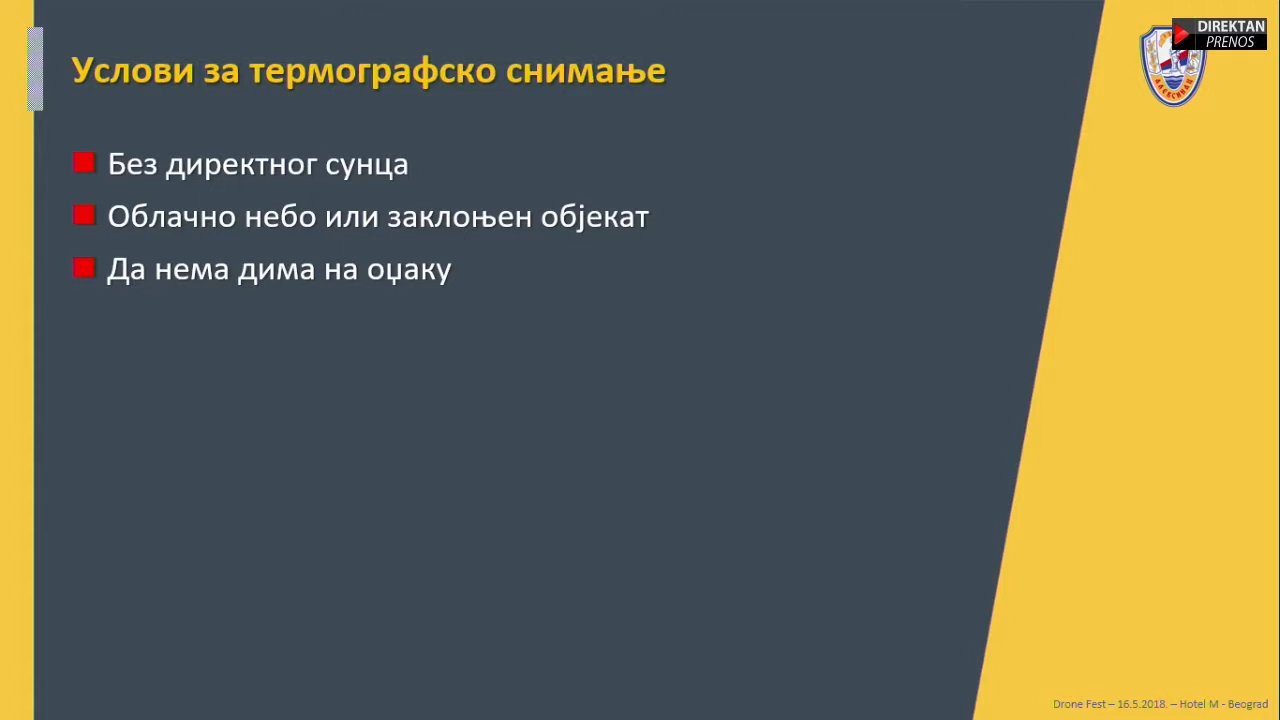 DIREKTAN
PRENOS
Услови за термографско снимање
Без директног сунца
Облачно небо или заклоњен објекат
Да нема дима на оџаку
Drone Fest – 16.5.2018. – Hotel M - Beograd